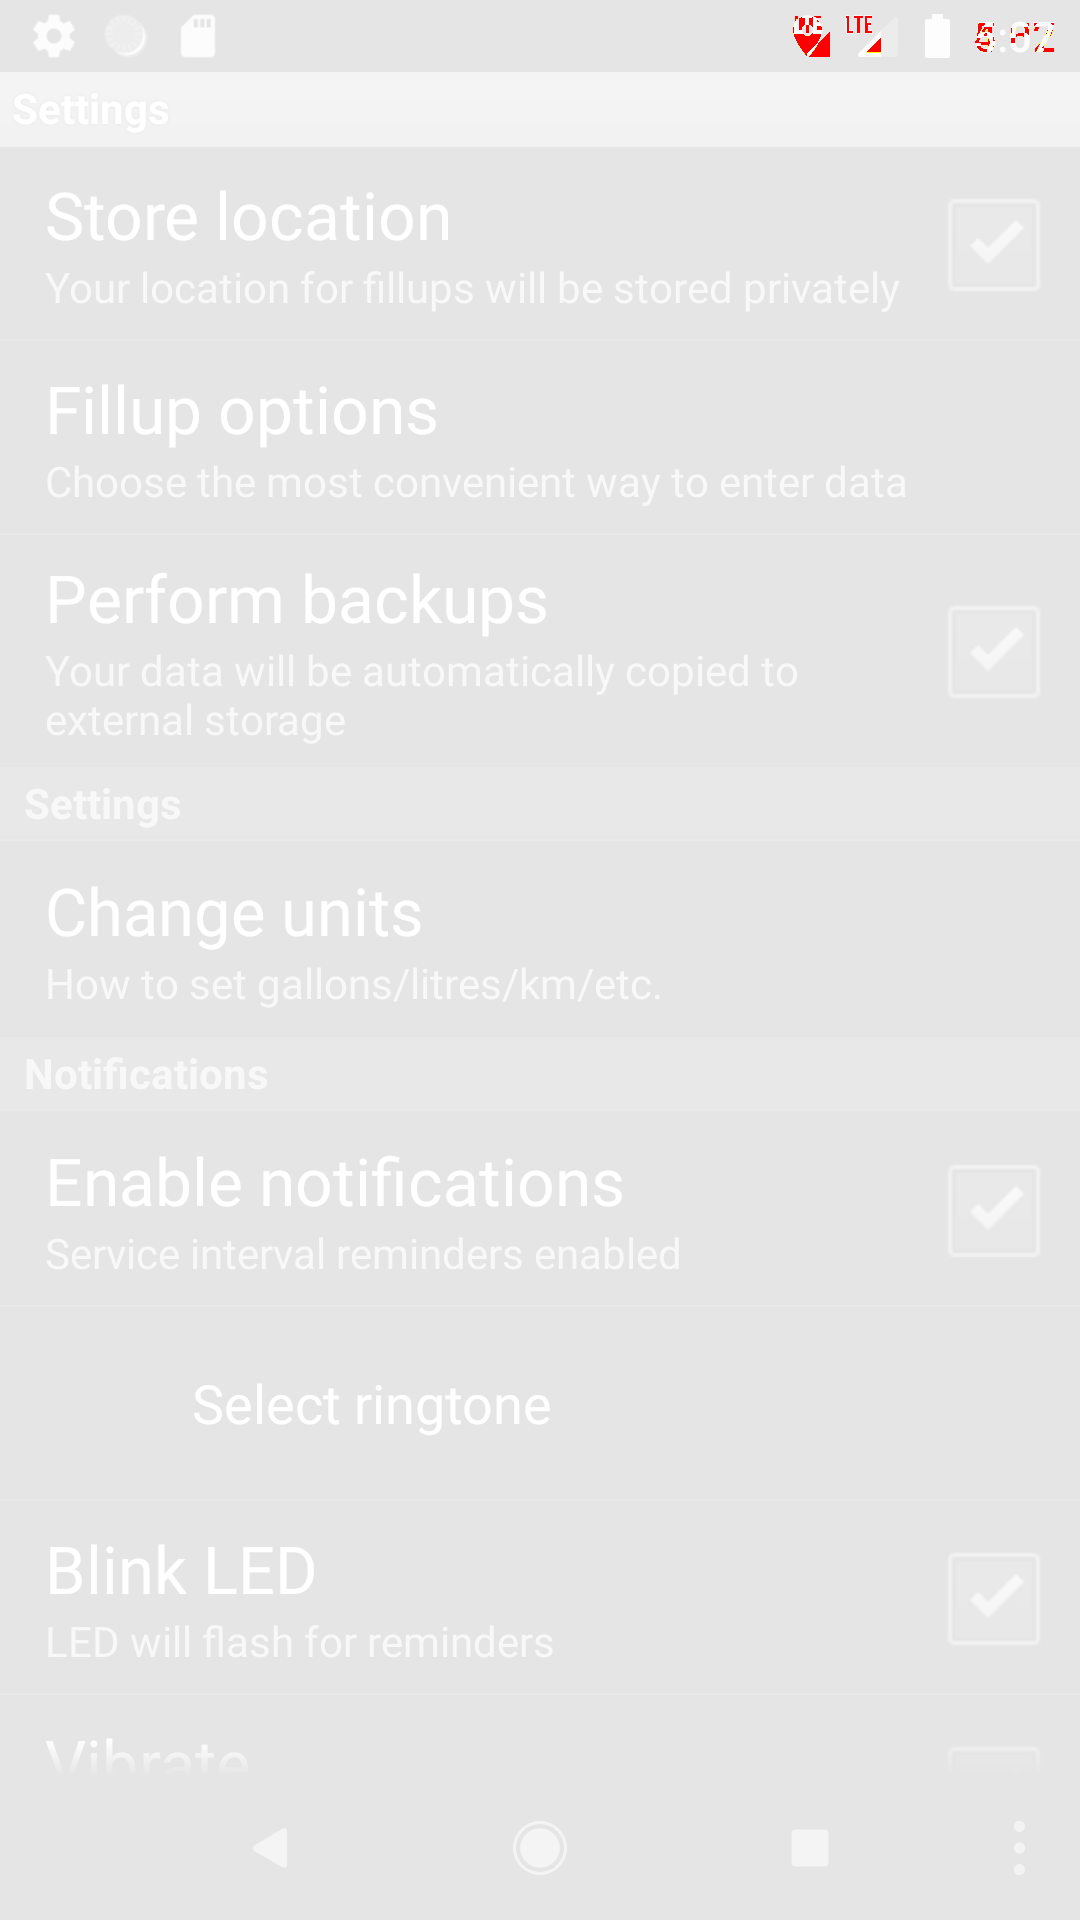 LTE LTE
Settings
Store location
Your location for fillups will be stored privately
Fillup options
Choose the most convenient way to enter data
Perform backups
Your data will be automatically copied to
external storage
Settings
Change units
How to set gallons/litres/km/etc.
Notifications
Enable notifications
Service interval reminders enabled
Select ringtone
Blink LED
LED will flash for reminders
Vibrate